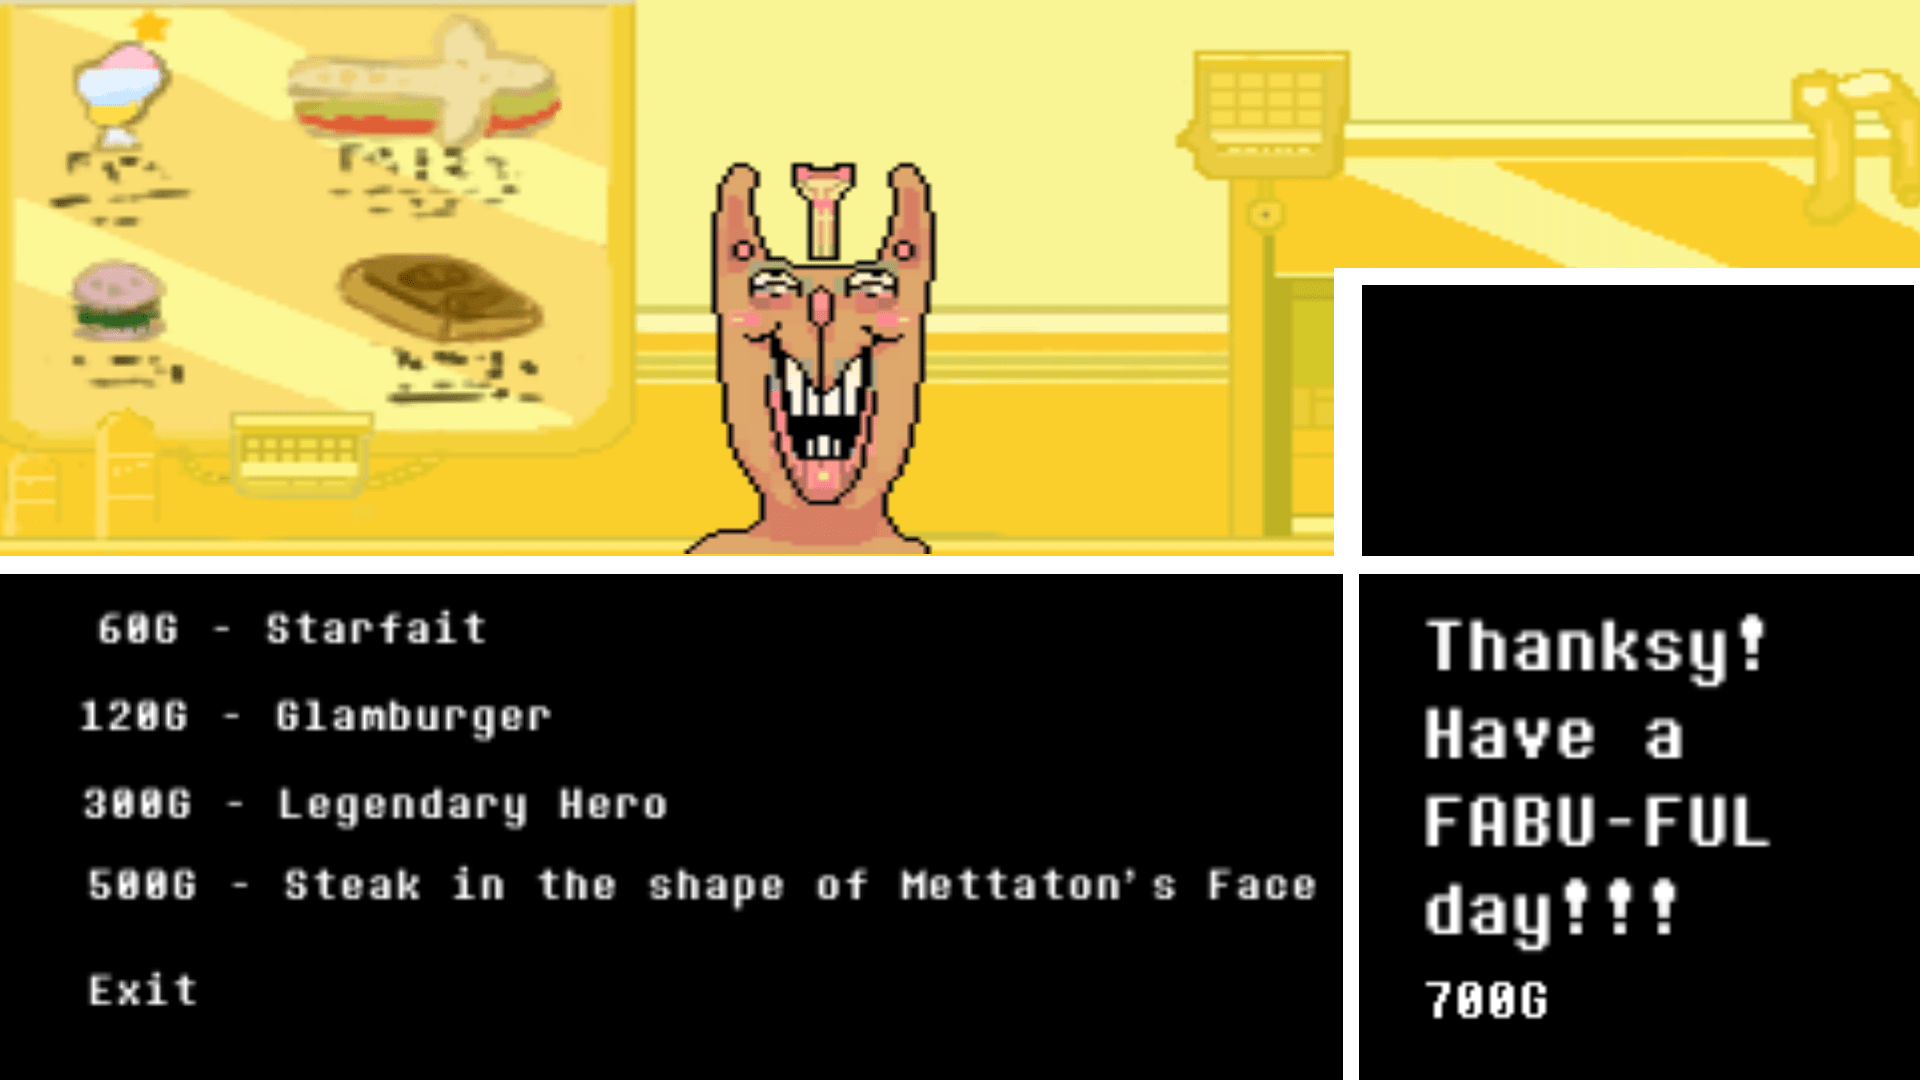 60G - Starfait
120G - Glamburger
300G - Legendary Hero
500G - Steak in the shape of Mettaton's Face
Exit
Thanksy!
Have a
FABU-FUL
day!!!
700G